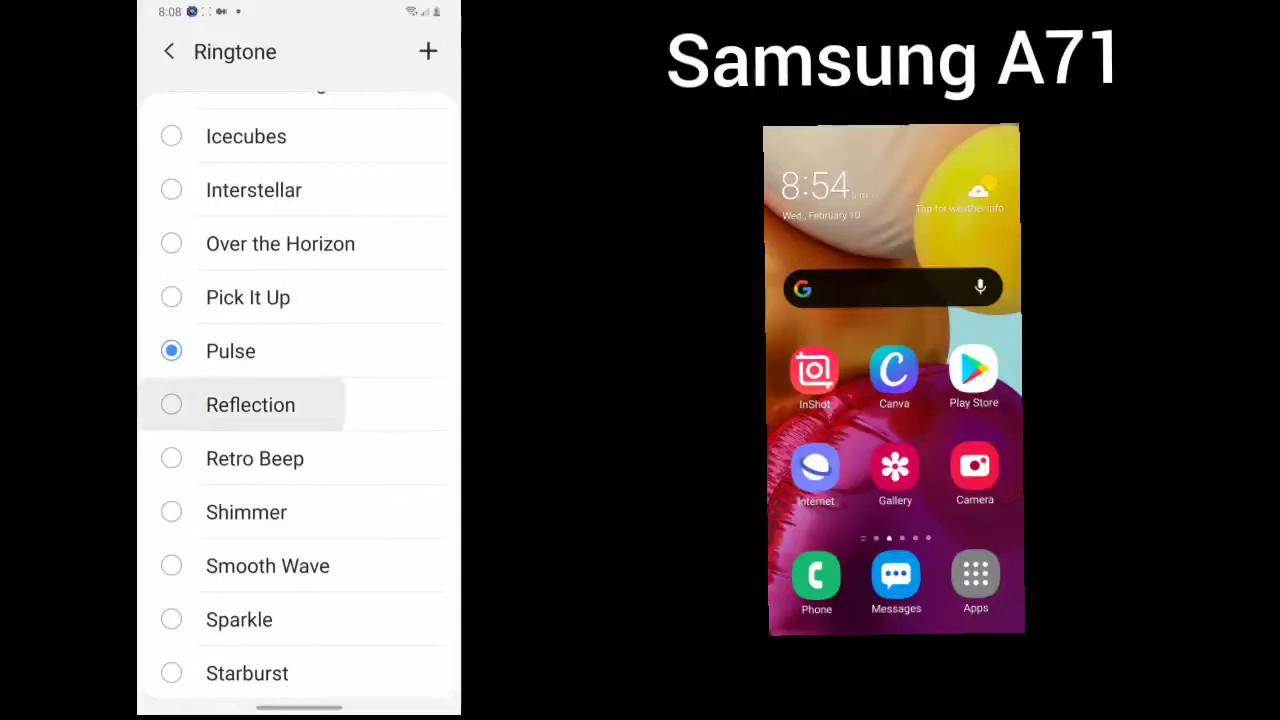 8:08
Ringtone
Icecubes
Interstellar
Over the Horizon
Pick It Up
Pulse
Reflection
Retro Beep
Shimmer
Smooth Wave
Sparkle
Starburst
Samsung A71
8:54 a.m.
Wed., February 10
Tap for weather info
InShot
Canva
Play Store
Internet
Gallery
Camera
Phone
Messages
Apps